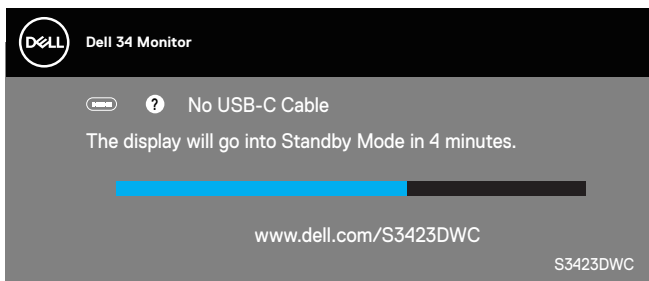 DELL
Dell 34 Monitor
? No USB-C Cable
The display will go into Standby Mode in 4 minutes.
www.dell.com/S3423DWC
S3423DWC